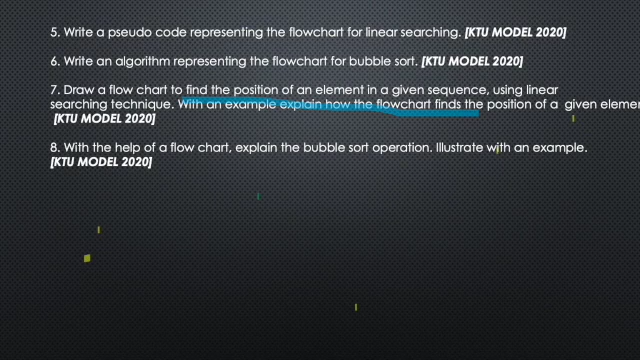 5. Write a pseudo code representing the flowchart for linear searching. [KTU MODEL 2020]
6. Write an algorithm representing the flowchart for bubble sort. [KTU MODEL 2020]
7. Draw a flow chart to find the position of an element in a given sequence, using linear
searching technique. With an example explain how the flowchart finds the position of a given elemen
[KTU MODEL 2020]
8. With the help of a flow chart, explain the bubble sort operation. Illustrate with an example.
[KTU MODEL 2020]